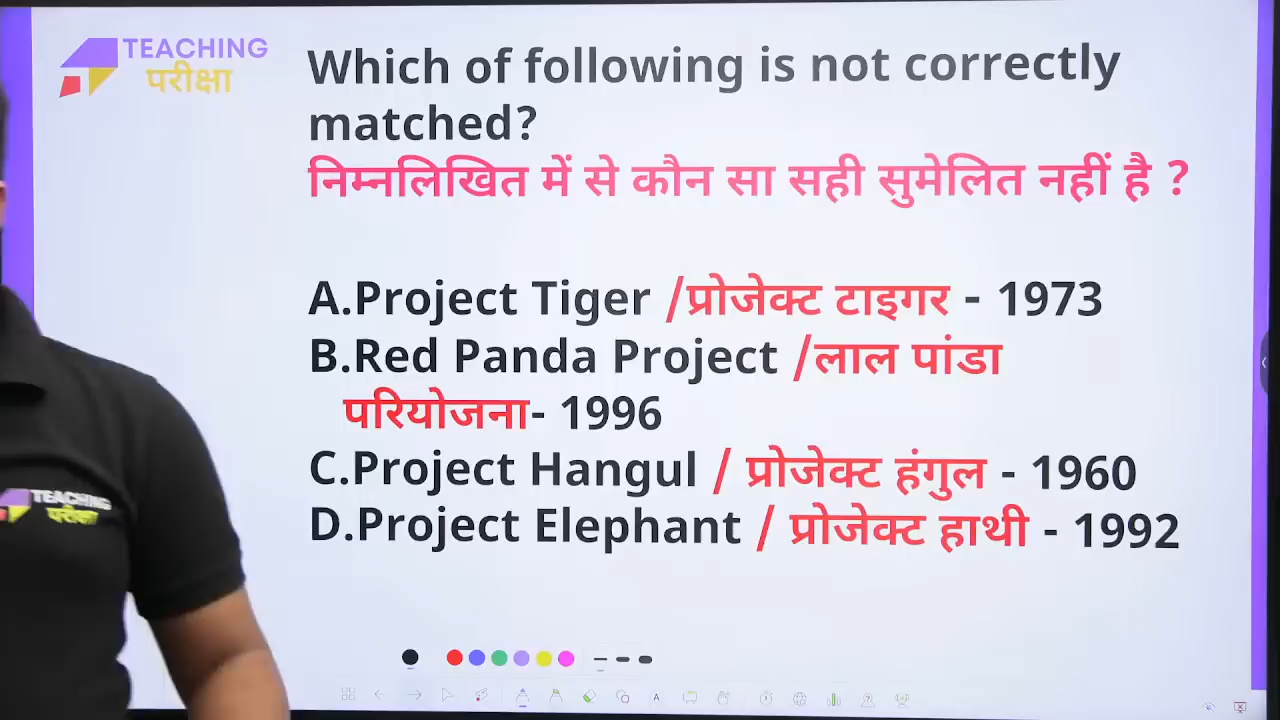 TEACHING
परीक्षा
Which of following is not correctly
matched?
निम्नलिखित में से कौन सा सही सुमेलित नहीं है ?
A.Project Tiger /प्रोजेक्ट टाइगर - 1973
B.Red Panda Project /लाल पांडा
परियोजना- 1996
C.Project Hangul / प्रोजेक्ट हंगुल - 1960
D.Project Elephant / प्रोजेक्ट हाथी - 1992
TEACHING
परीक्षा
A